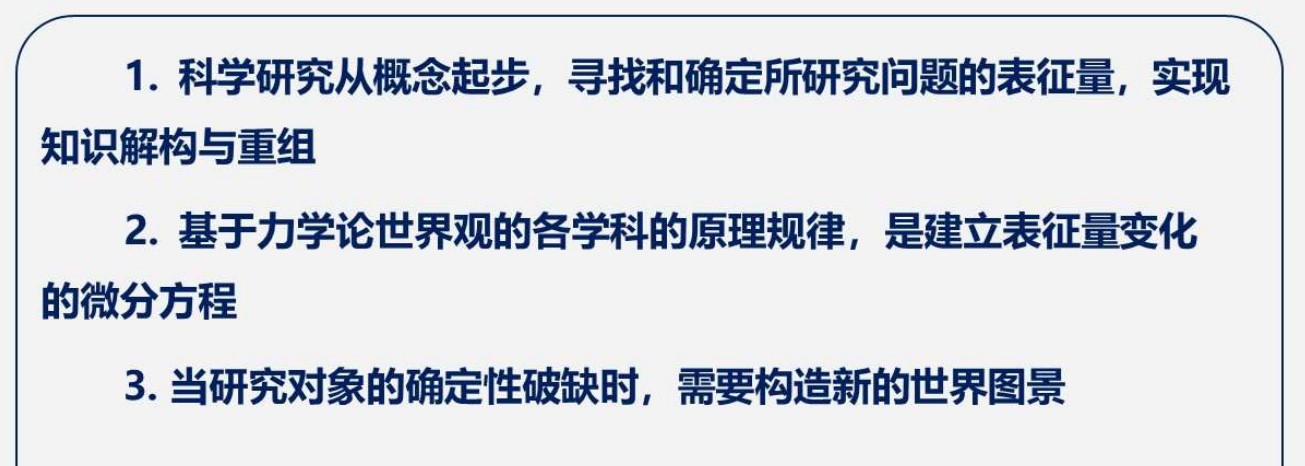 1. 科学研究从概念起步，寻找和确定所研究问题的表征量，实现
知识解构与重组
2. 基于力学论世界观的各学科的原理规律，是建立表征量变化
的微分方程
3. 当研究对象的确定性破缺时，需要构造新的世界图景